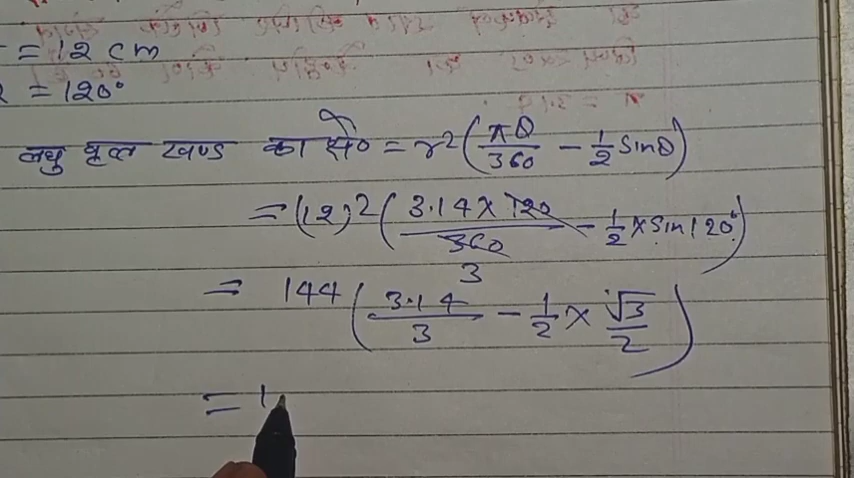 = 12 cm
= 120°
लघु वृत्त खण्ड का क्षे० = r²(πθ/360 - 1/2 sinθ)
= (12)²(3.14 × 120/360 - 1/2 × sin 120°)
3
= 144(3.14/3 - 1/2 × √3/2)
= 1